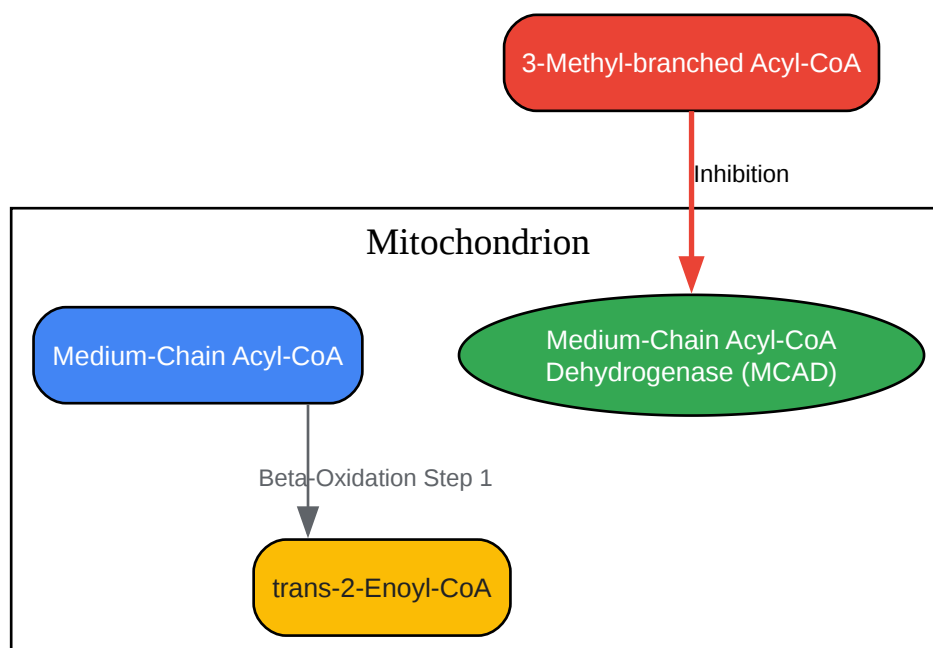 3-Methyl-branched Acyl-CoA
Inhibition
Mitochondrion
Medium-Chain Acyl-CoA
Medium-Chain Acyl-CoA
Dehydrogenase (MCAD)
Beta-Oxidation Step 1
trans-2-Enoyl-CoA